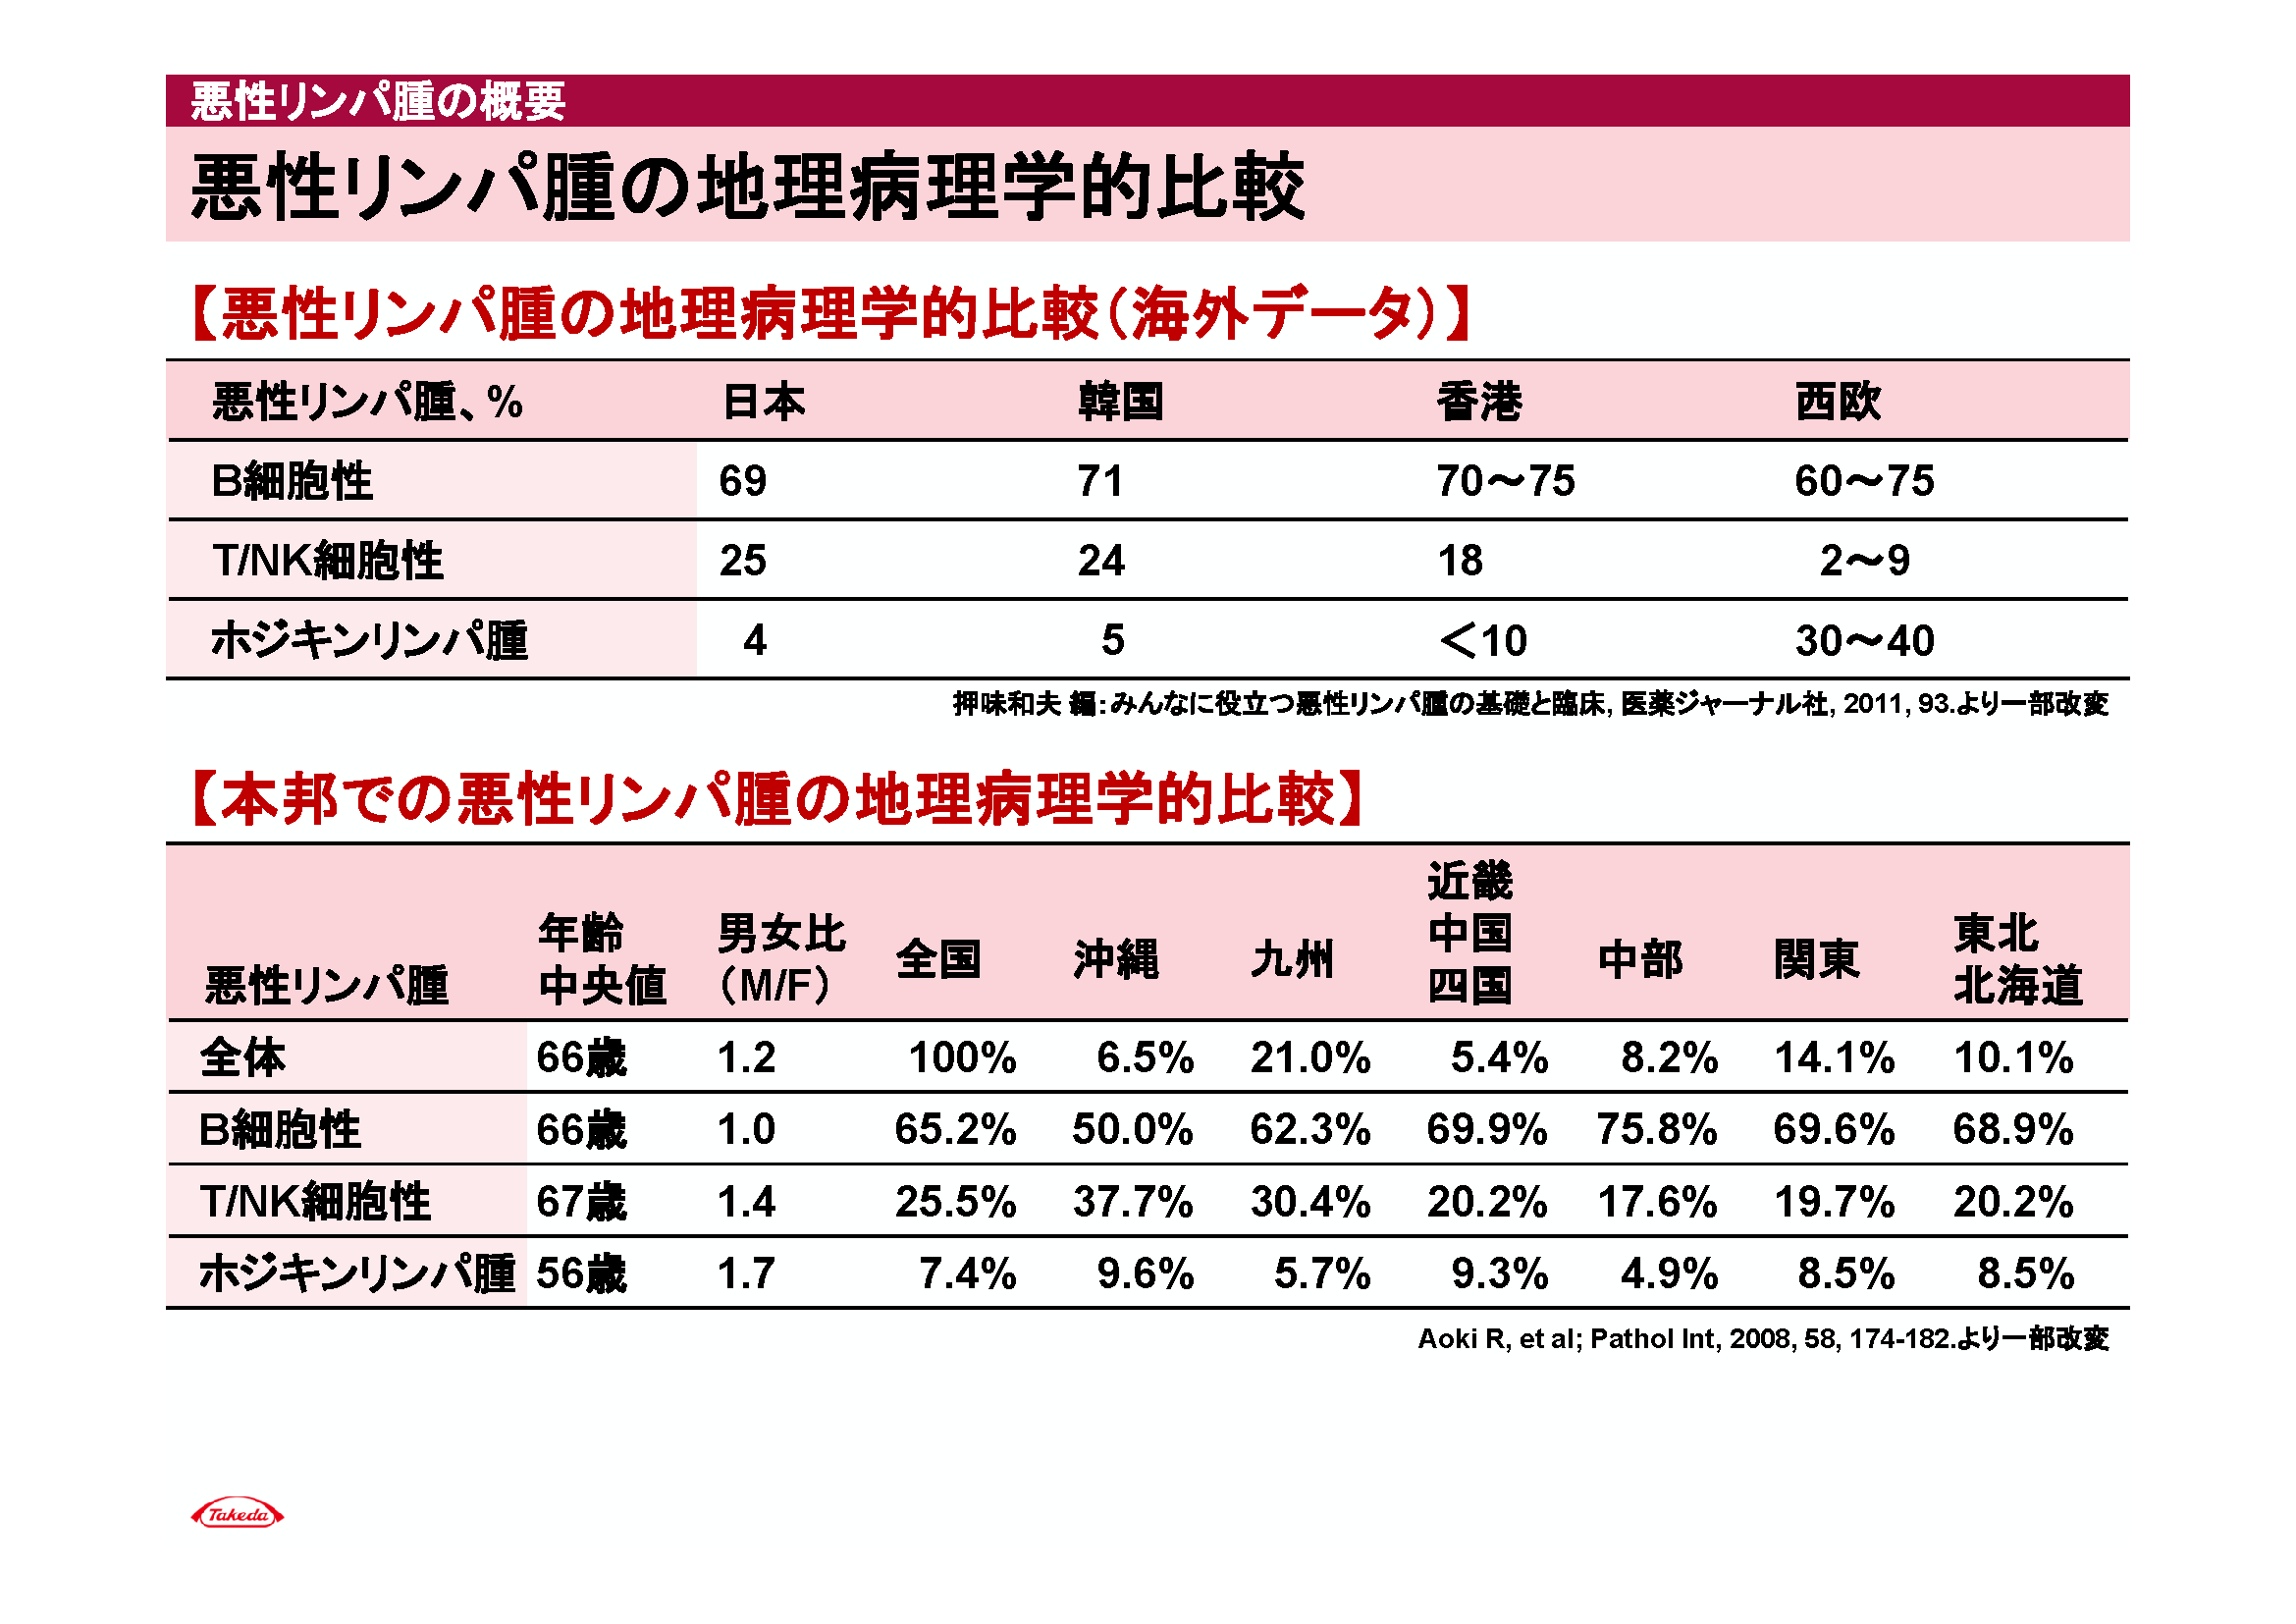 悪性リンパ腫の概要
悪性リンパ腫の地理病理学的比較
【悪性リンパ腫の地理病理学的比較（海外データ）】
悪性リンパ腫、% 日本 韓国 香港 西欧
B細胞性 69 71 70～75 60～75
T/NK細胞性 25 24 18 2～9
ホジキンリンパ腫 4 5 ＜10 30～40
押味和夫 編：みんなに役立つ悪性リンパ腫の基礎と臨床, 医薬ジャーナル社, 2011, 93.より一部改変
【本邦での悪性リンパ腫の地理病理学的比較】
悪性リンパ腫 年齢中央値 男女比（M/F） 全国 沖縄 九州 近畿中国四国 中部 関東 東北北海道
全体 66歳 1.2 100% 6.5% 21.0% 5.4% 8.2% 14.1% 10.1%
B細胞性 66歳 1.0 65.2% 50.0% 62.3% 69.9% 75.8% 69.6% 68.9%
T/NK細胞性 67歳 1.4 25.5% 37.7% 30.4% 20.2% 17.6% 19.7% 20.2%
ホジキンリンパ腫 56歳 1.7 7.4% 9.6% 5.7% 9.3% 4.9% 8.5% 8.5%
Aoki R, et al; Pathol Int, 2008, 58, 174-182.より一部改変
Takeda